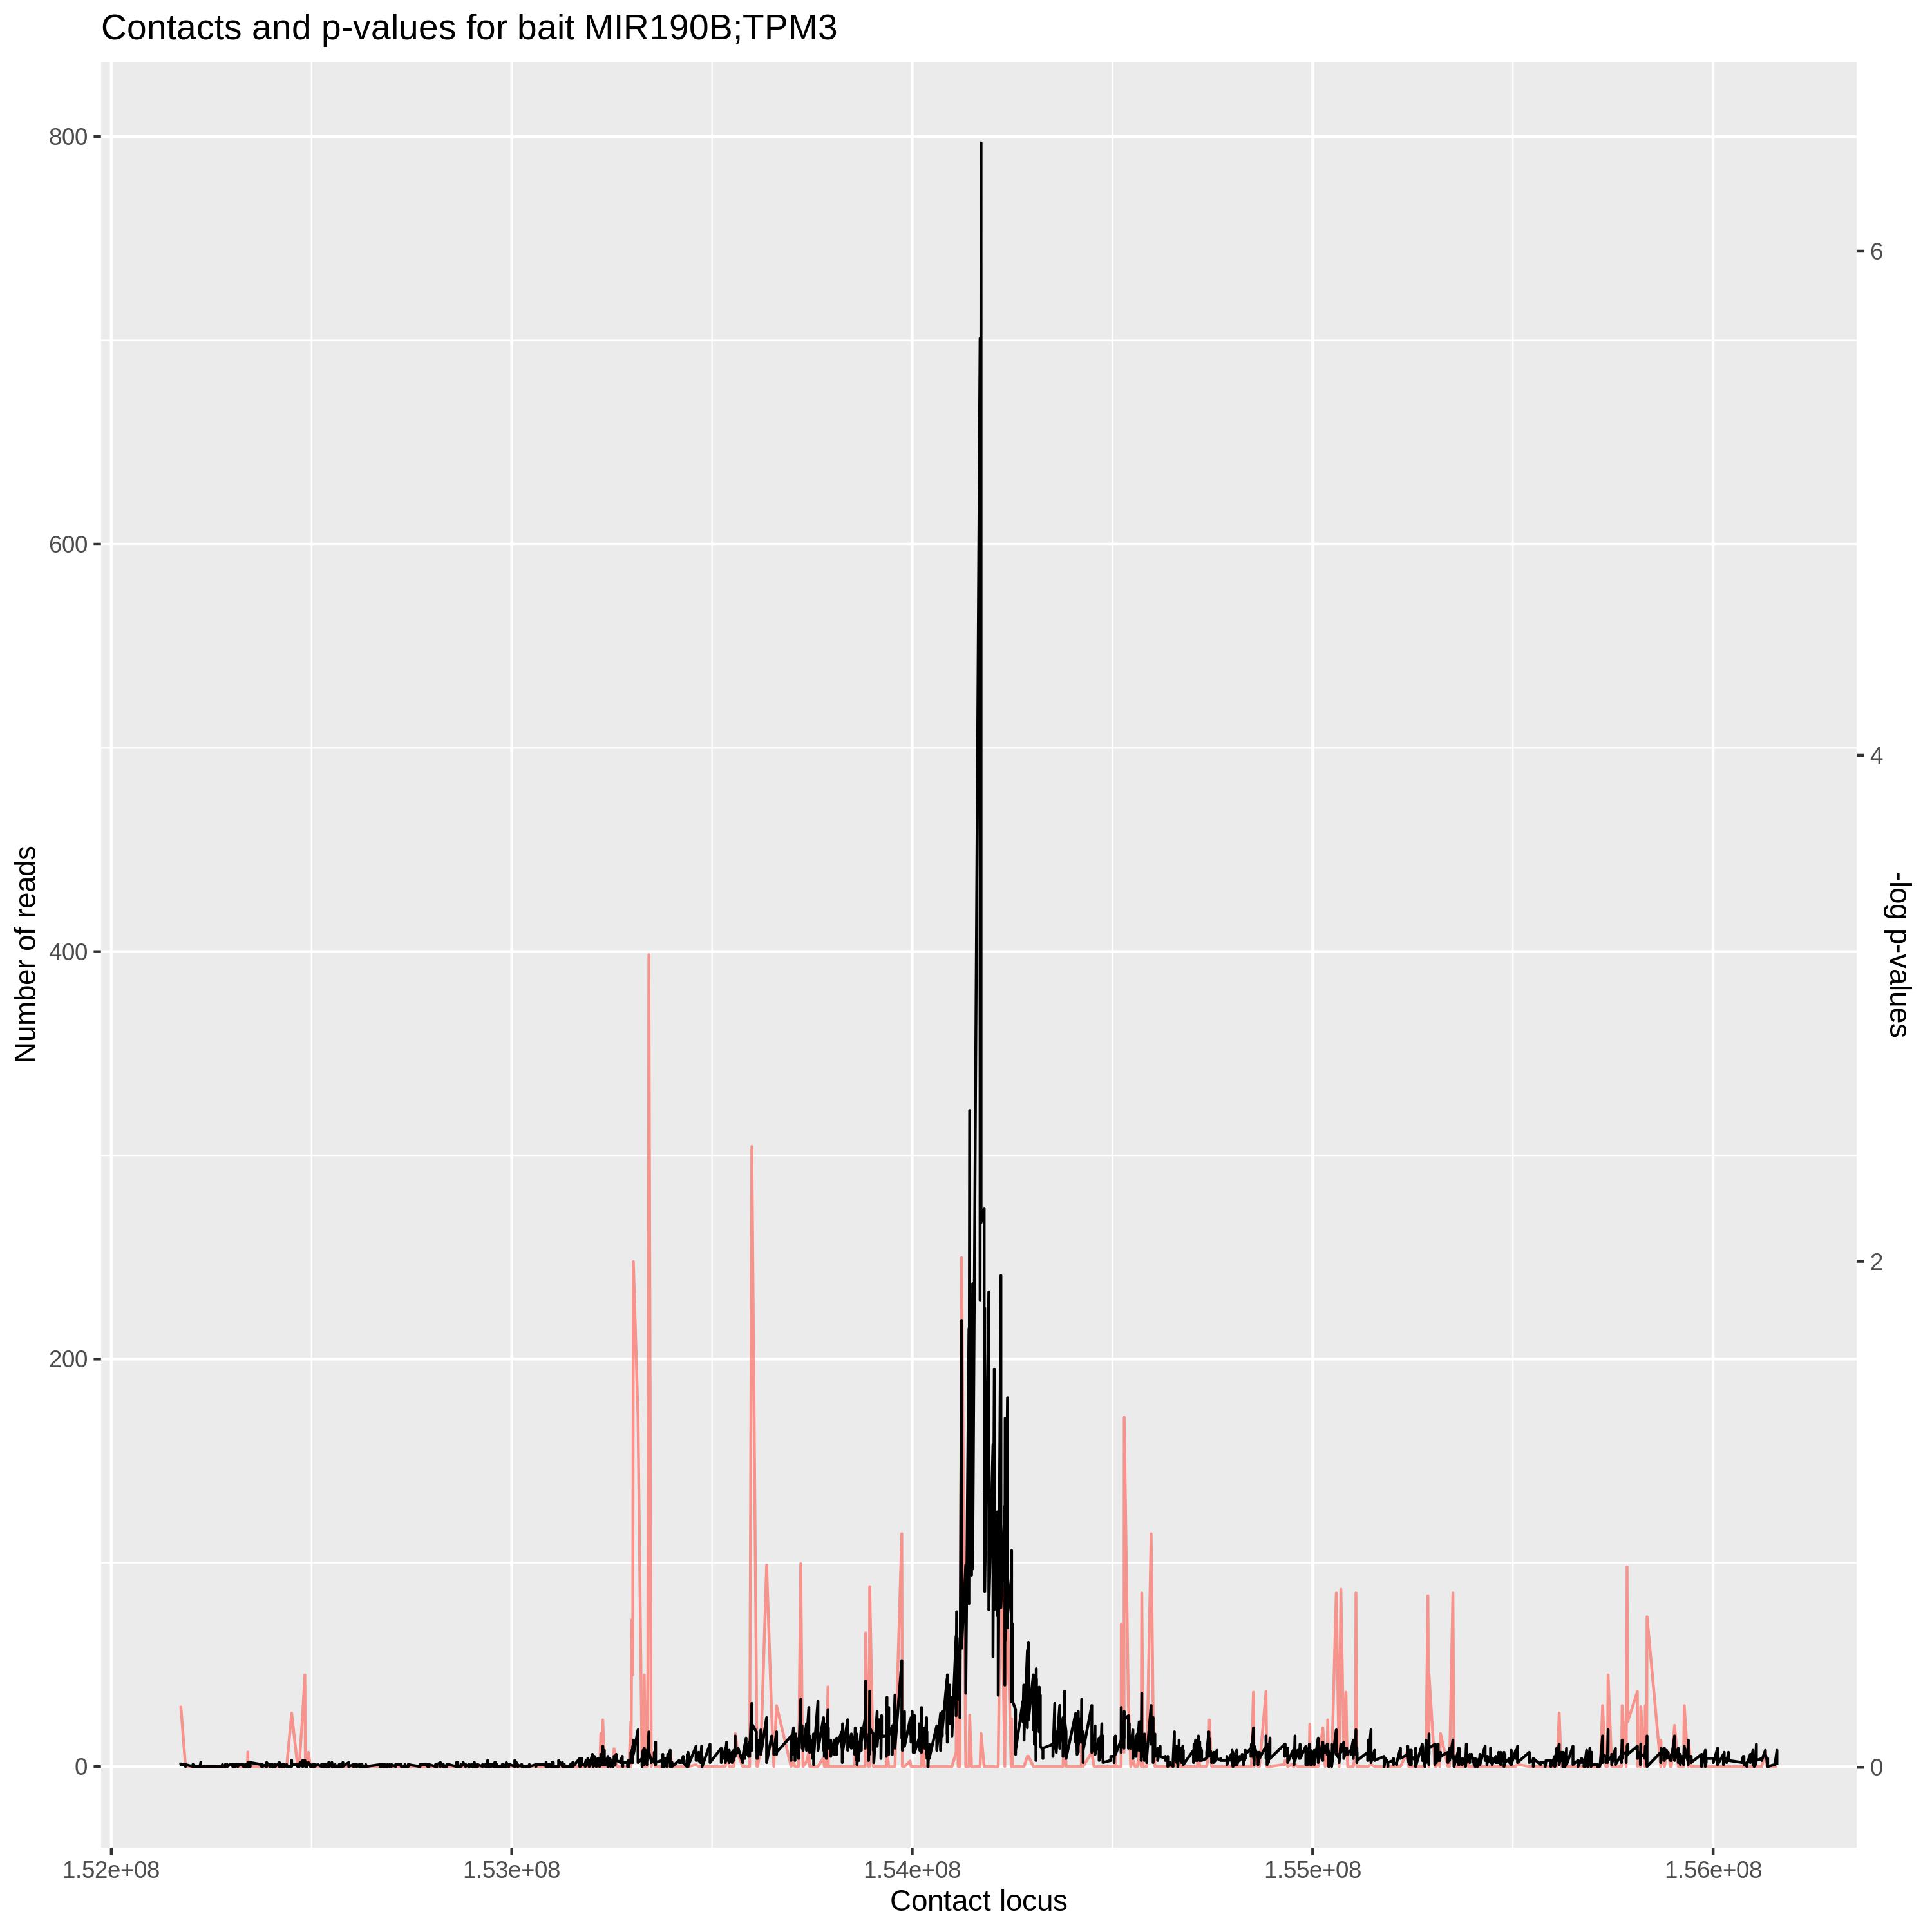 Contacts and p-values for bait MIR190B;TPM3
800
600
400
200
0
Number of reads
6
4
2
0
-log p-values
1.52e+08
1.53e+08
1.54e+08
1.55e+08
1.56e+08
Contact locus